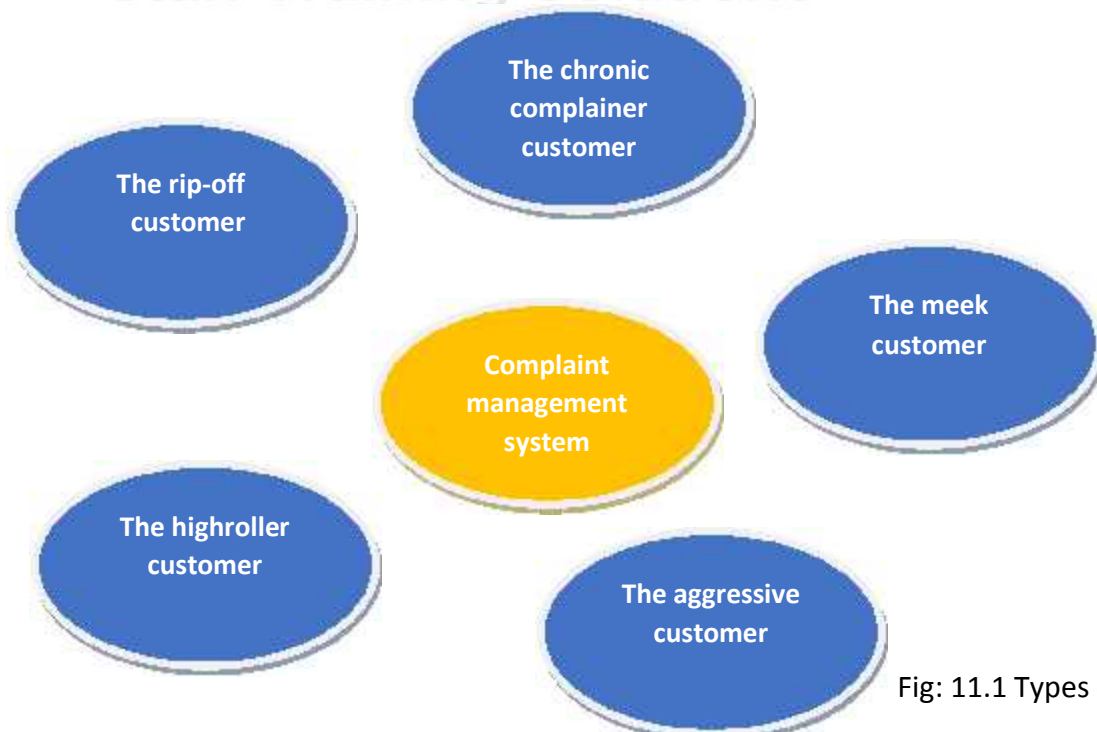 The chronic
complainer
customer
The rip-off
customer
The meek
customer
Complaint
management
system
The highroller
customer
The aggressive
customer
Fig: 11.1 Types